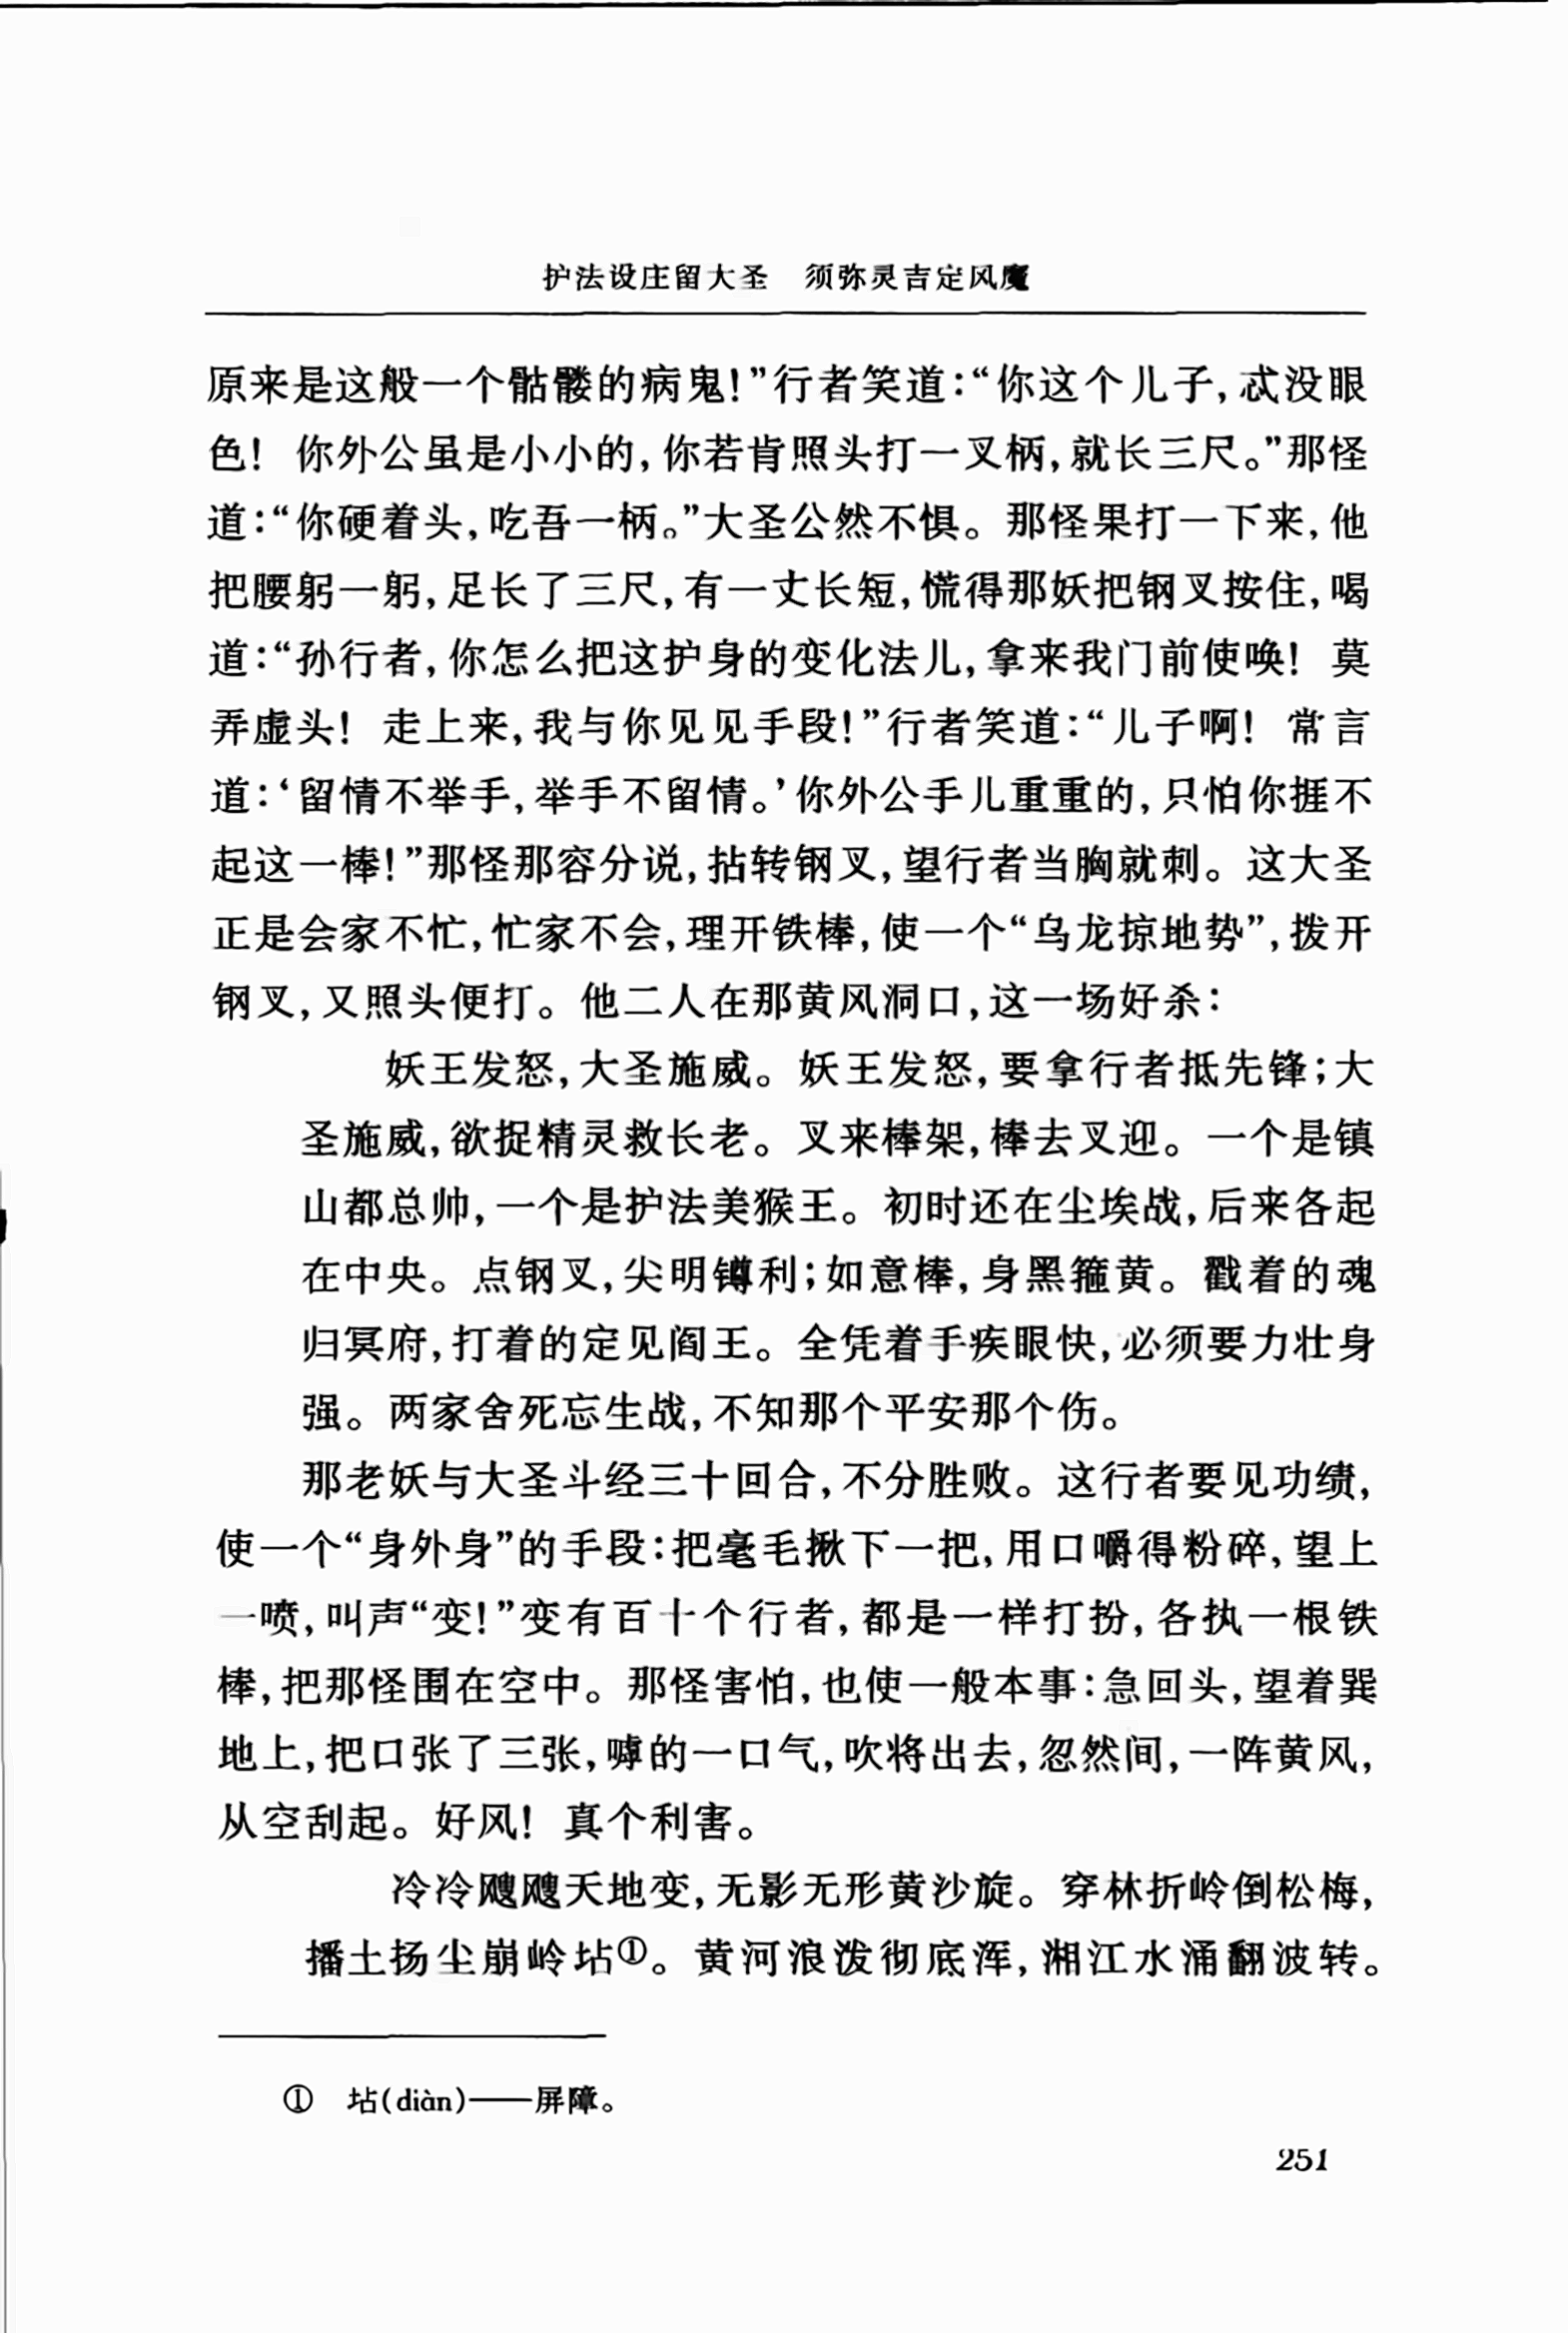 护法设庄留大圣　须弥灵吉定风魔
原来是这般一个骷髅的病鬼！”行者笑道：“你这个儿子，忒没眼
色！ 你外公虽是小小的，你若肯照头打一叉柄，就长三尺。”那怪
道：“你硬着头，吃吾一柄。”大圣公然不惧。那怪果打一下来，他
把腰躬一躬，足长了三尺，有一丈长短，慌得那妖把钢叉按住，喝
道：“孙行者，你怎么把这护身的变化法儿，拿来我门前使唤！ 莫
弄虚头！ 走上来，我与你见见手段！”行者笑道：“儿子啊！ 常言
道：‘留情不举手，举手不留情。’你外公手儿重重的，只怕你捱不
起这一棒！”那怪那容分说，拈转钢叉，望行者当胸就刺。这大圣
正是会家不忙，忙家不会，理开铁棒，使一个“乌龙掠地势”，拨开
钢叉，又照头便打。他二人在那黄风洞口，这一场好杀：
妖王发怒，大圣施威。妖王发怒，要拿行者抵先锋；大
圣施威，欲捉精灵救长老。叉来棒架，棒去叉迎。一个是镇
山都总帅，一个是护法美猴王。初时还在尘埃战，后来各起
在中央。点钢叉，尖明鐏利；如意棒，身黑箍黄。戳着的魂
归冥府，打着的定见阎王。全凭着手疾眼快，必须要力壮身
强。两家舍死忘生战，不知那个平安那个伤。
那老妖与大圣斗经三十回合，不分胜败。这行者要见功绩，
使一个“身外身”的手段：把毫毛揪下一把，用口嚼得粉碎，望上
一喷，叫声“变！”变有百十个行者，都是一样打扮，各执一根铁
棒，把那怪围在空中。那怪害怕，也使一般本事：急回头，望着巽
地上，把口张了三张，嘑的一口气，吹将出去，忽然间，一阵黄风，
从空刮起。好风！ 真个利害。
冷冷飕飕天地变，无影无形黄沙旋。穿林折岭倒松梅，
播土扬尘崩岭坫①。黄河浪泼彻底浑，湘江水涌翻波转。
①　坫(diàn)——屏障。
251